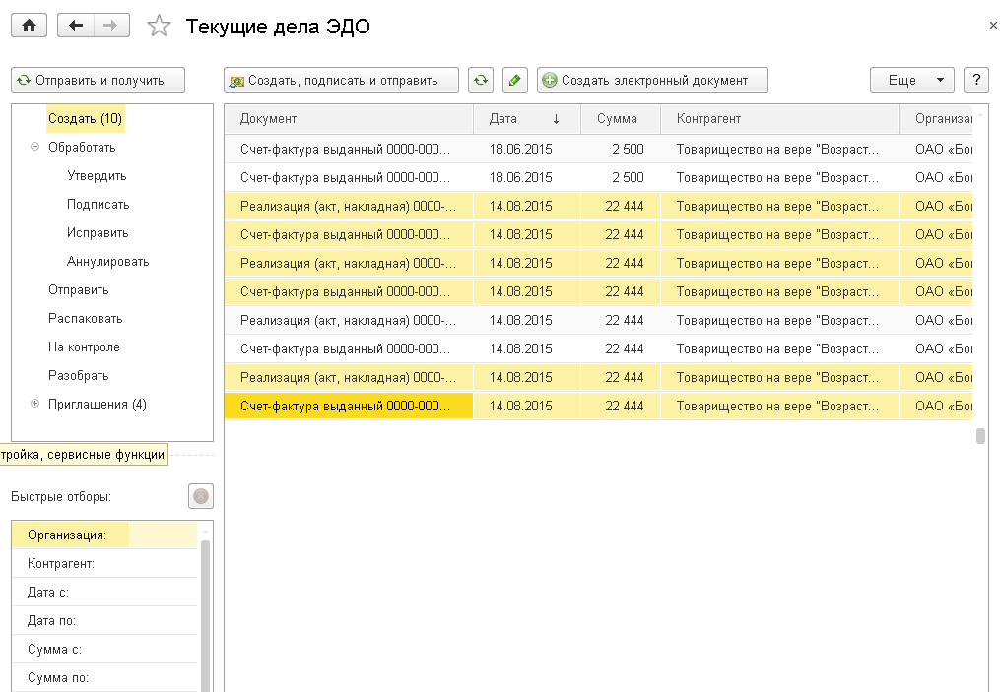 Текущие дела ЭДО
Отправить и получить
Создать, подписать и отправить
Создать электронный документ
Еще
?
Создать (10)
Обработать
Утвердить
Подписать
Исправить
Аннулировать
Отправить
Распаковать
На контроле
Разобрать
Приглашения (4)
тройка, сервисные функции
Быстрые отборы:
Организация:
Контрагент:
Дата с:
Дата по:
Сумма с:
Сумма по:
Документ Дата ↓ Сумма Контрагент Организа
Счет-фактура выданный 0000-000... 18.06.2015 2 500 Товарищество на вере "Возраст... ОАО «Бо
Счет-фактура выданный 0000-000... 18.06.2015 2 500 Товарищество на вере "Возраст... ОАО «Бо
Реализация (акт, накладная) 0000-... 14.08.2015 22 444 Товарищество на вере "Возраст... ОАО «Бо
Счет-фактура выданный 0000-000... 14.08.2015 22 444 Товарищество на вере "Возраст... ОАО «Бо
Реализация (акт, накладная) 0000-... 14.08.2015 22 444 Товарищество на вере "Возраст... ОАО «Бо
Счет-фактура выданный 0000-000... 14.08.2015 22 444 Товарищество на вере "Возраст... ОАО «Бо
Реализация (акт, накладная) 0000-... 14.08.2015 22 444 Товарищество на вере "Возраст... ОАО «Бо
Счет-фактура выданный 0000-000... 14.08.2015 22 444 Товарищество на вере "Возраст... ОАО «Бо
Реализация (акт, накладная) 0000-... 14.08.2015 22 444 Товарищество на вере "Возраст... ОАО «Бо
Счет-фактура выданный 0000-000... 14.08.2015 22 444 Товарищество на вере "Возраст... ОАО «Бо